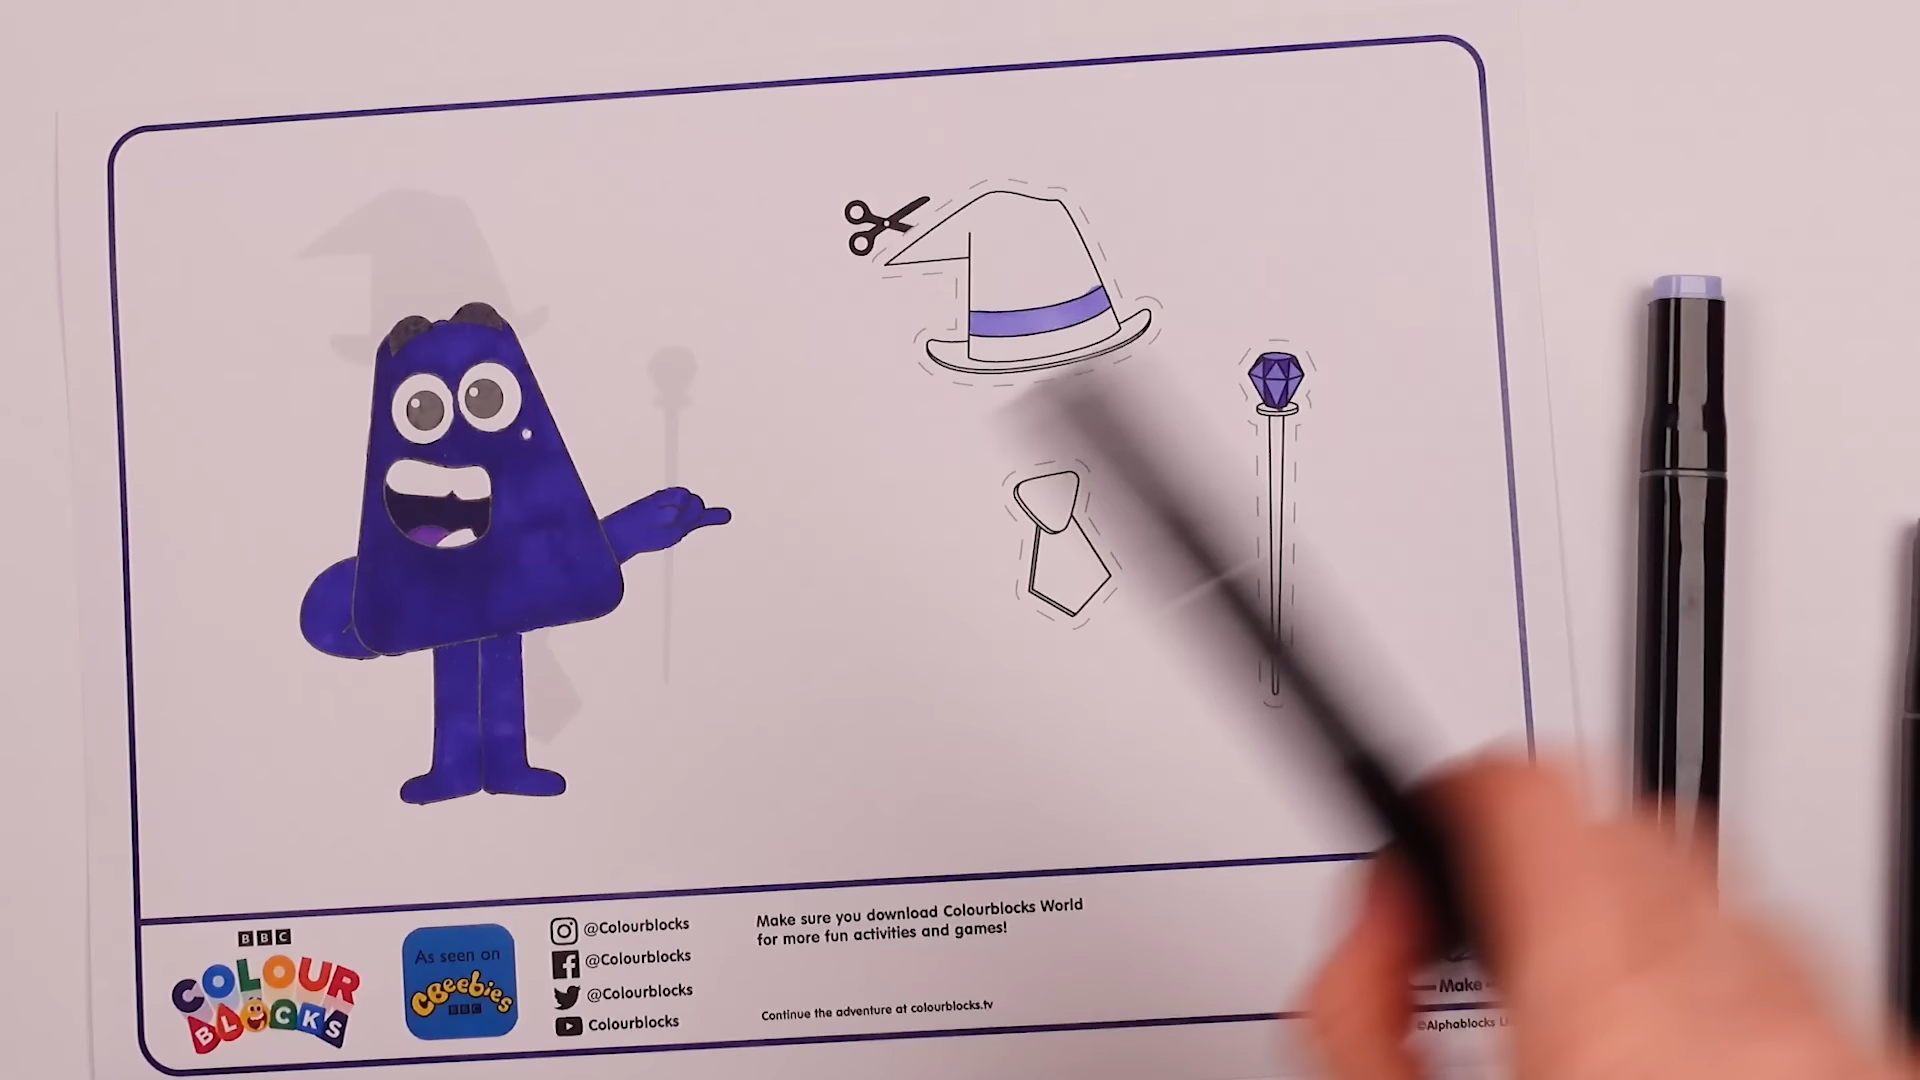 BBC
COLOUR
BLOCKS
As seen on
CBeebies
BBC
@Colourblocks
@Colourblocks
@Colourblocks
Colourblocks
Make sure you download Colourblocks World
for more fun activities and games!
Continue the adventure at colourblocks.tv
Make
©Alphablocks